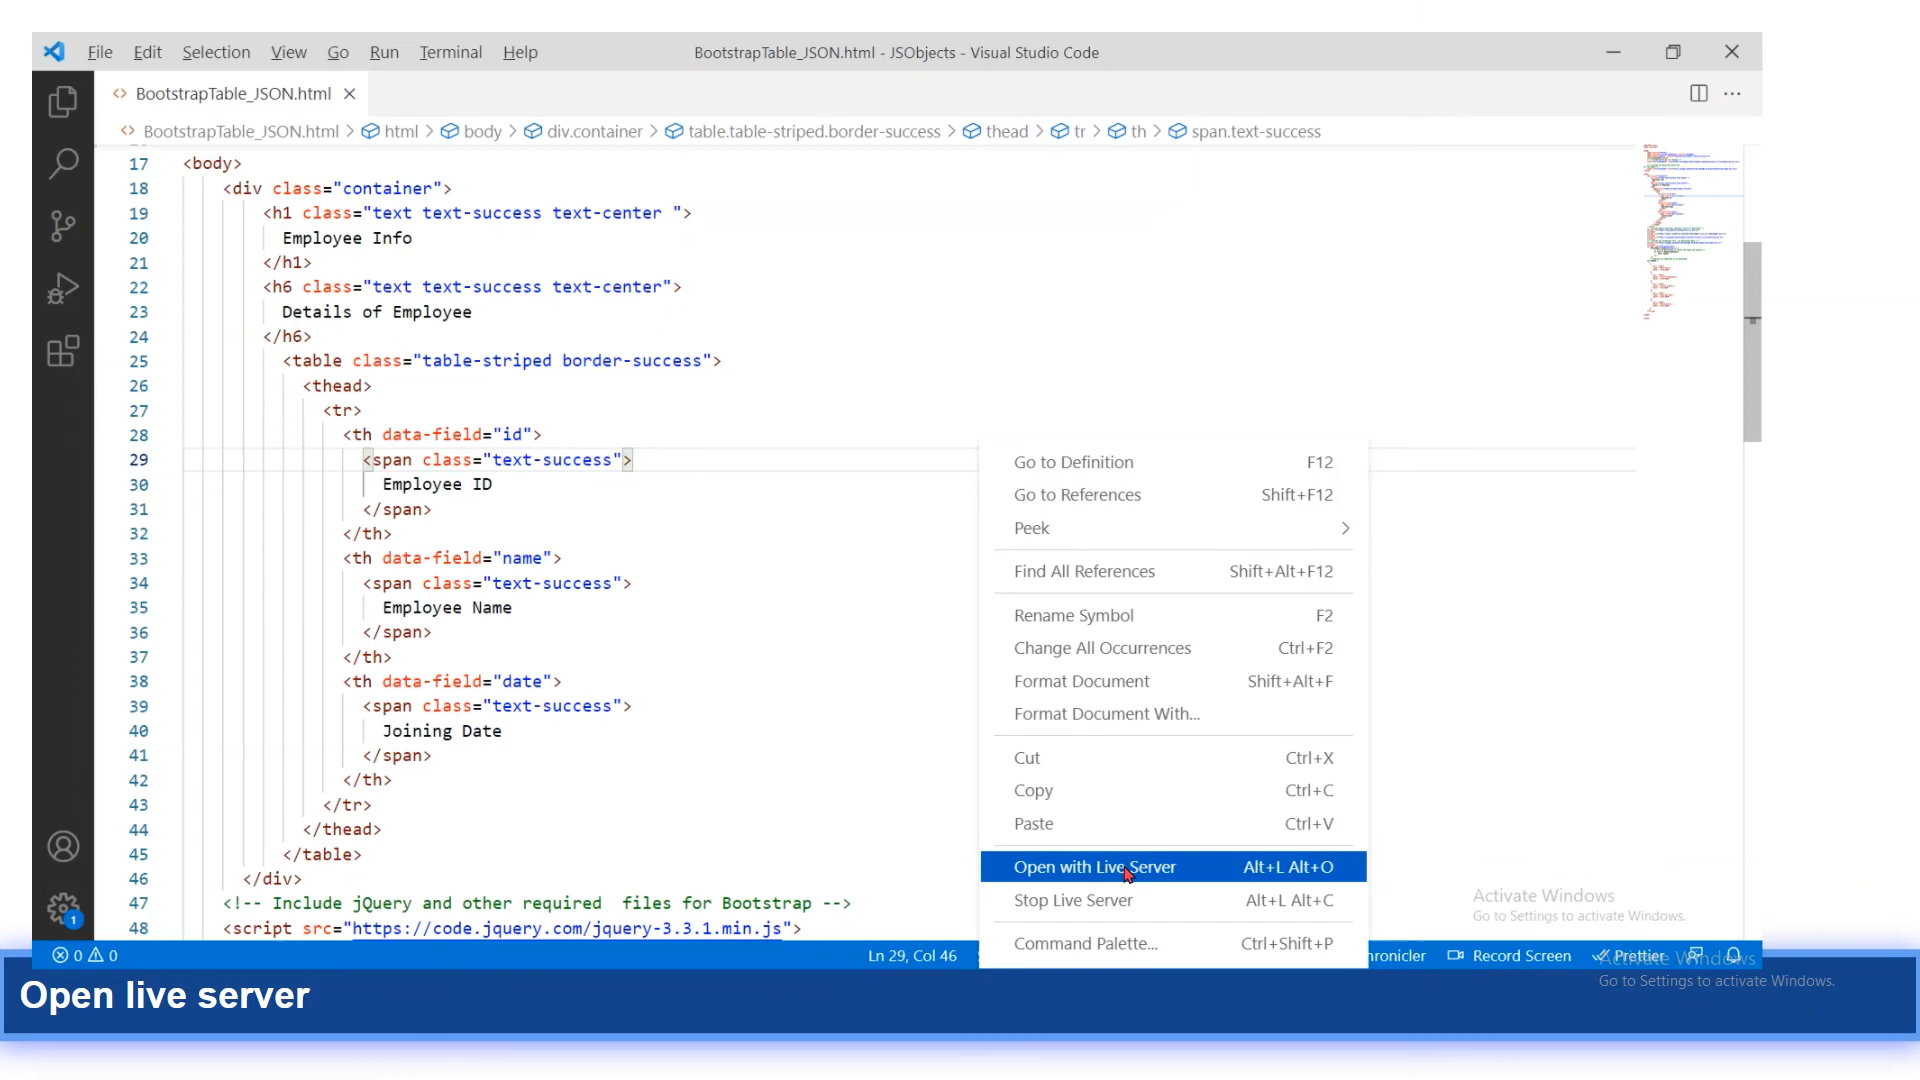 File Edit Selection View Go Run Terminal Help BootstrapTable_JSON.html - JSObjects - Visual Studio Code
BootstrapTable_JSON.html
BootstrapTable_JSON.html > html > body > div.container > table.table-striped.border-success > thead > tr > th > span.text-success
17 <body>
18 <div class="container">
19 <h1 class="text text-success text-center ">
20 Employee Info
21 </h1>
22 <h6 class="text text-success text-center">
23 Details of Employee
24 </h6>
25 <table class="table-striped border-success">
26 <thead>
27 <tr>
28 <th data-field="id">
29 <span class="text-success">
30 Employee ID
31 </span>
32 </th>
33 <th data-field="name">
34 <span class="text-success">
35 Employee Name
36 </span>
37 </th>
38 <th data-field="date">
39 <span class="text-success">
40 Joining Date
41 </span>
42 </th>
43 </tr>
44 </thead>
45 </table>
46 </div>
47 <!-- Include jQuery and other required  files for Bootstrap -->
48 <script src="https://code.jquery.com/jquery-3.3.1.min.js">
Go to Definition F12
Go to References Shift+F12
Peek
Find All References Shift+Alt+F12
Rename Symbol F2
Change All Occurrences Ctrl+F2
Format Document Shift+Alt+F
Format Document With...
Cut Ctrl+X
Copy Ctrl+C
Paste Ctrl+V
Open with Live Server Alt+L Alt+O
Stop Live Server Alt+L Alt+C
Command Palette... Ctrl+Shift+P
Activate Windows
Go to Settings to activate Windows.
1
0 0 Ln 29, Col 46 hronicler Record Screen Prettier
Activate Windows
Go to Settings to activate Windows.
Open live server